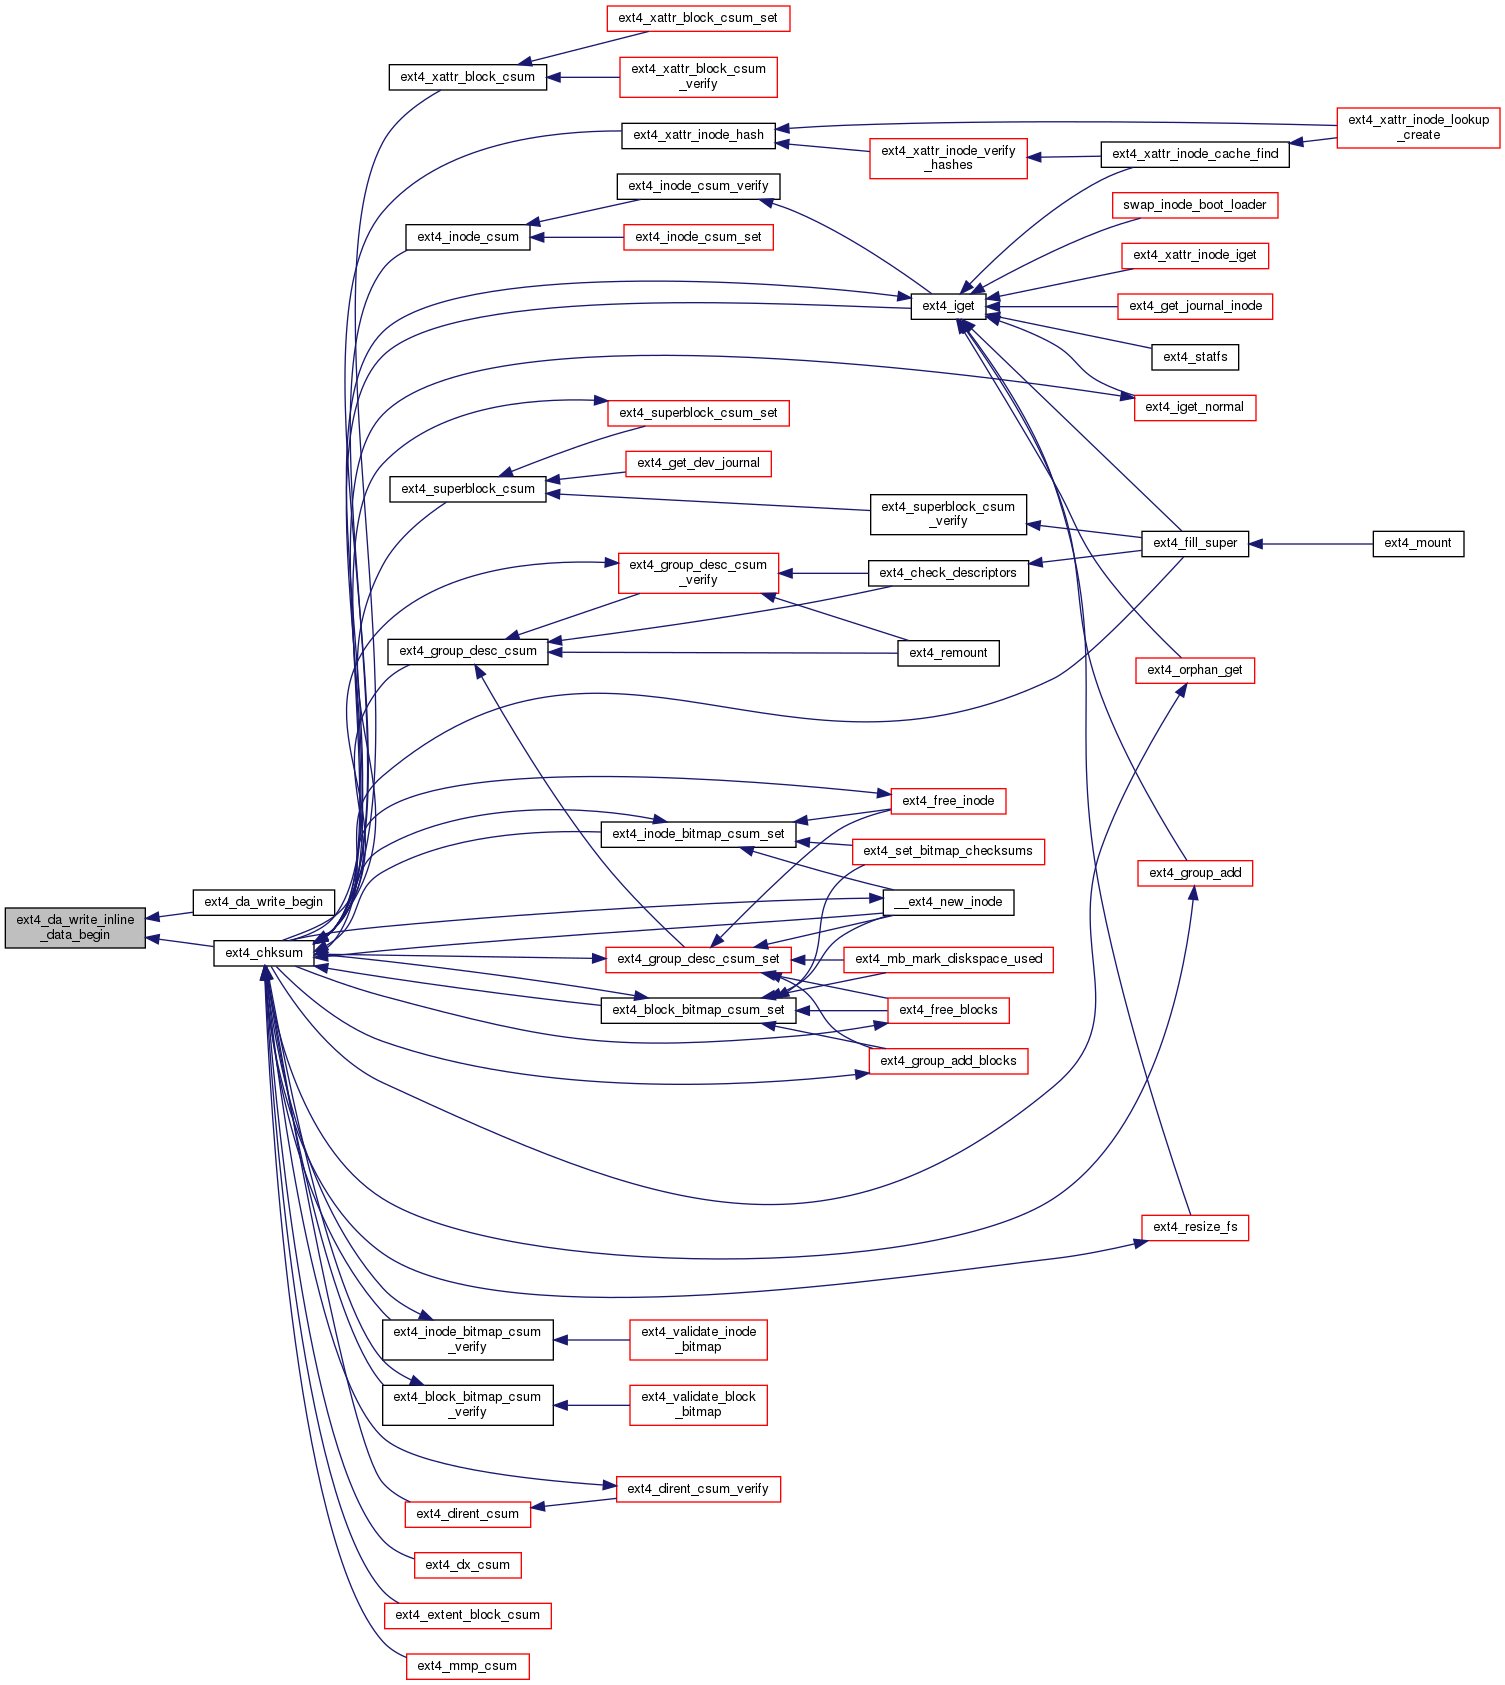 ext4_xattr_block_csum_set
ext4_xattr_block_csum
ext4_xattr_block_csum
_verify
ext4_xattr_inode_hash
ext4_xattr_inode_lookup
_create
ext4_xattr_inode_verify
_hashes
ext4_xattr_inode_cache_find
ext4_inode_csum_verify
swap_inode_boot_loader
ext4_inode_csum
ext4_inode_csum_set
ext4_xattr_inode_iget
ext4_iget
ext4_get_journal_inode
ext4_statfs
ext4_iget_normal
ext4_superblock_csum_set
ext4_get_dev_journal
ext4_superblock_csum
ext4_superblock_csum
_verify
ext4_fill_super
ext4_mount
ext4_group_desc_csum
_verify
ext4_check_descriptors
ext4_group_desc_csum
ext4_remount
ext4_orphan_get
ext4_free_inode
ext4_inode_bitmap_csum_set
ext4_set_bitmap_checksums
ext4_group_add
ext4_da_write_begin
__ext4_new_inode
ext4_da_write_inline
_data_begin
ext4_chksum
ext4_group_desc_csum_set
ext4_mb_mark_diskspace_used
ext4_block_bitmap_csum_set
ext4_free_blocks
ext4_group_add_blocks
ext4_resize_fs
ext4_inode_bitmap_csum
_verify
ext4_validate_inode
_bitmap
ext4_block_bitmap_csum
_verify
ext4_validate_block
_bitmap
ext4_dirent_csum_verify
ext4_dirent_csum
ext4_dx_csum
ext4_extent_block_csum
ext4_mmp_csum